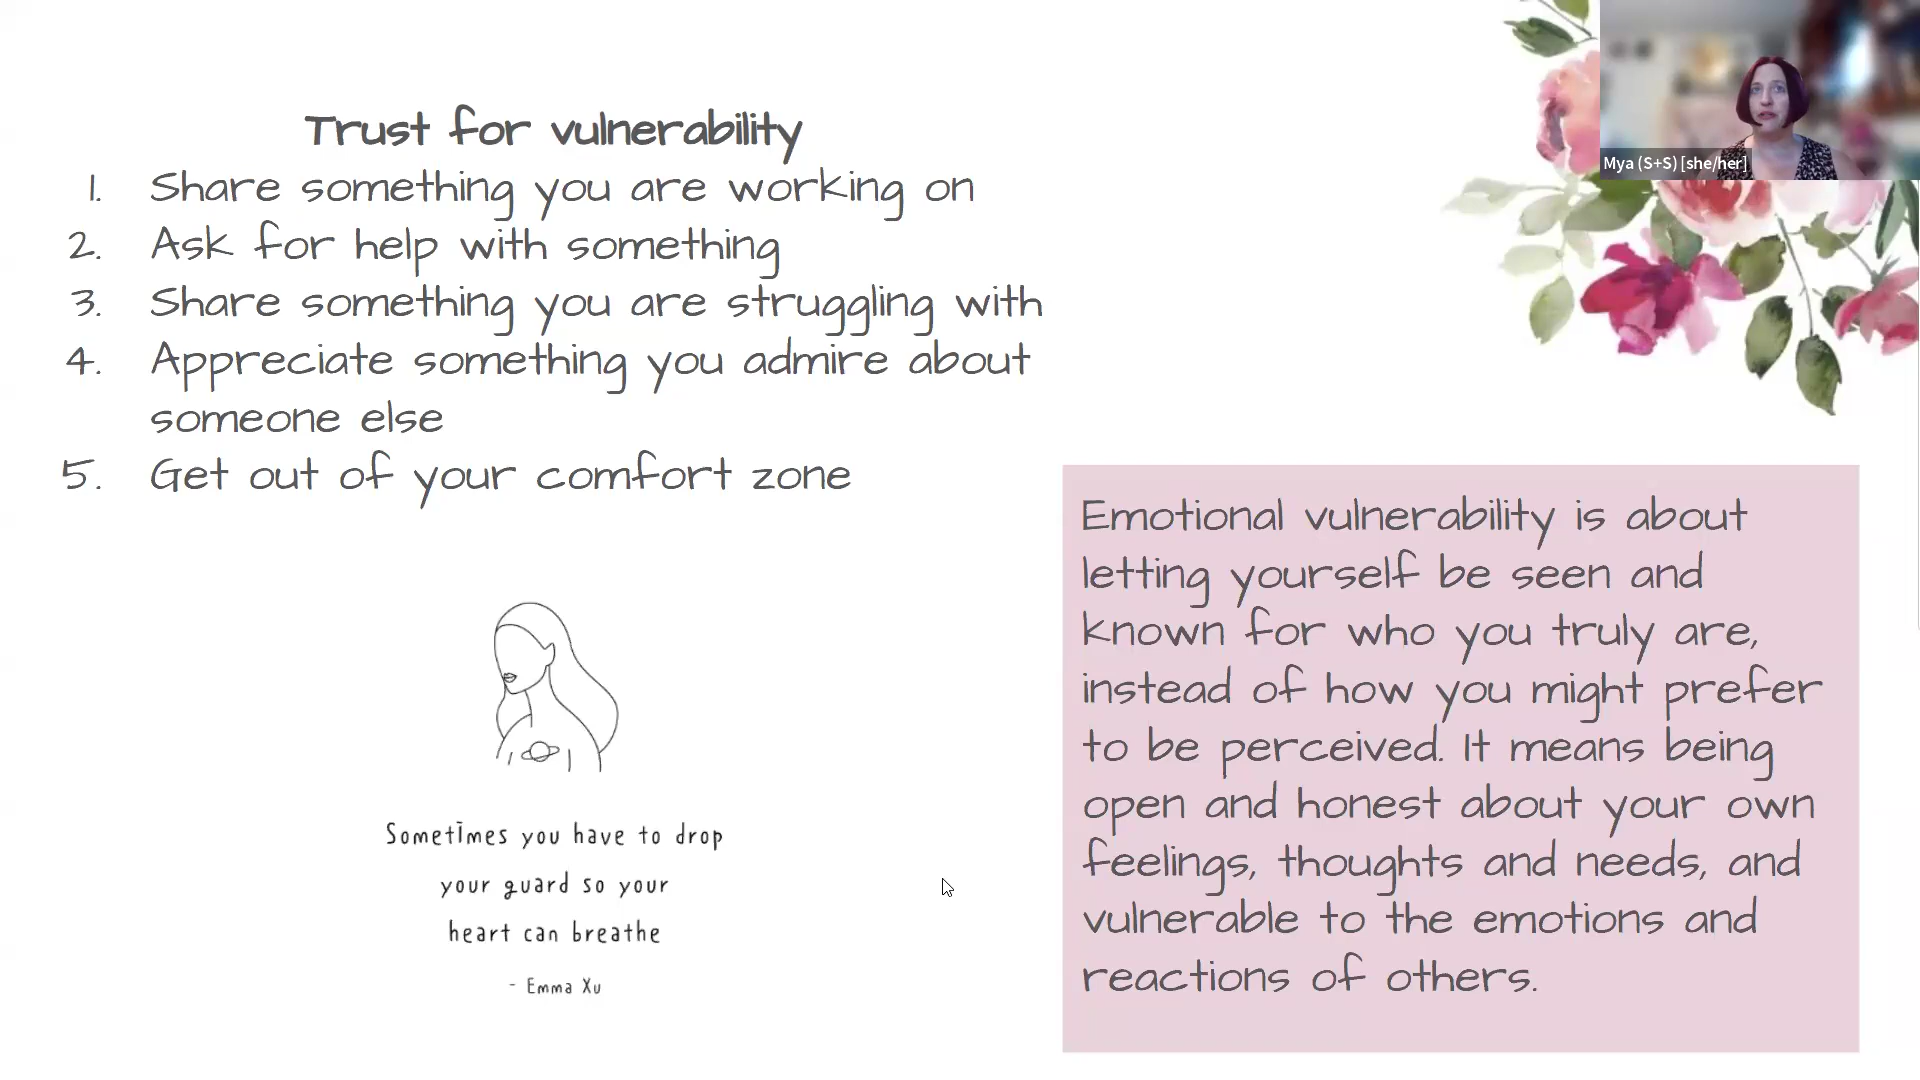 Trust for vulnerability
1. Share something you are working on
2. Ask for help with something
3. Share something you are struggling with
4. Appreciate something you admire about
someone else
5. Get out of your comfort zone
Sometimes you have to drop
your guard so your
heart can breathe
- Emma Xu
Emotional vulnerability is about
letting yourself be seen and
known for who you truly are,
instead of how you might prefer
to be perceived. It means being
open and honest about your own
feelings, thoughts and needs, and
vulnerable to the emotions and
reactions of others.
Mya (S+S) [she/her]